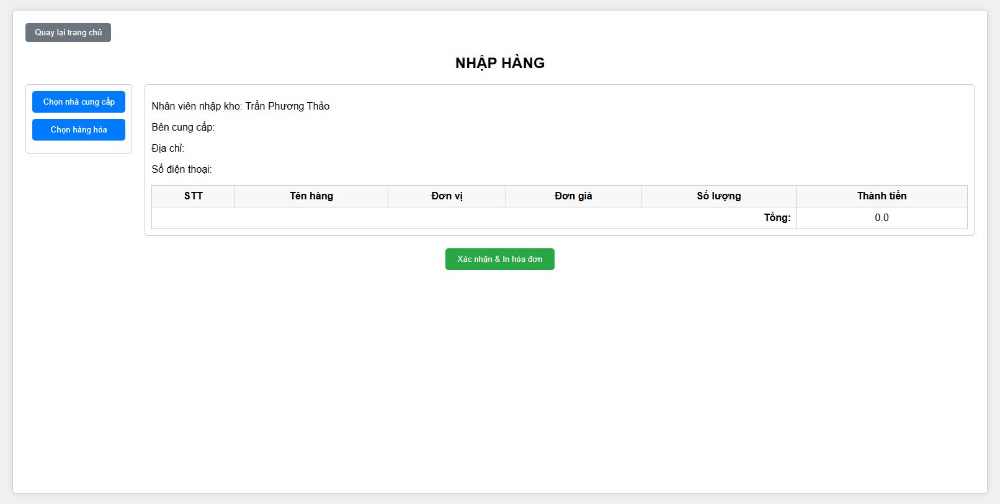 Quay lại trang chủ
NHẬP HÀNG
Chọn nhà cung cấp
Chọn hàng hóa
Nhân viên nhập kho: Trần Phương Thảo
Bên cung cấp:
Địa chỉ:
Số điện thoại:
STT Tên hàng Đơn vị Đơn giá Số lượng Thành tiền
Tổng: 0.0
Xác nhận & In hóa đơn